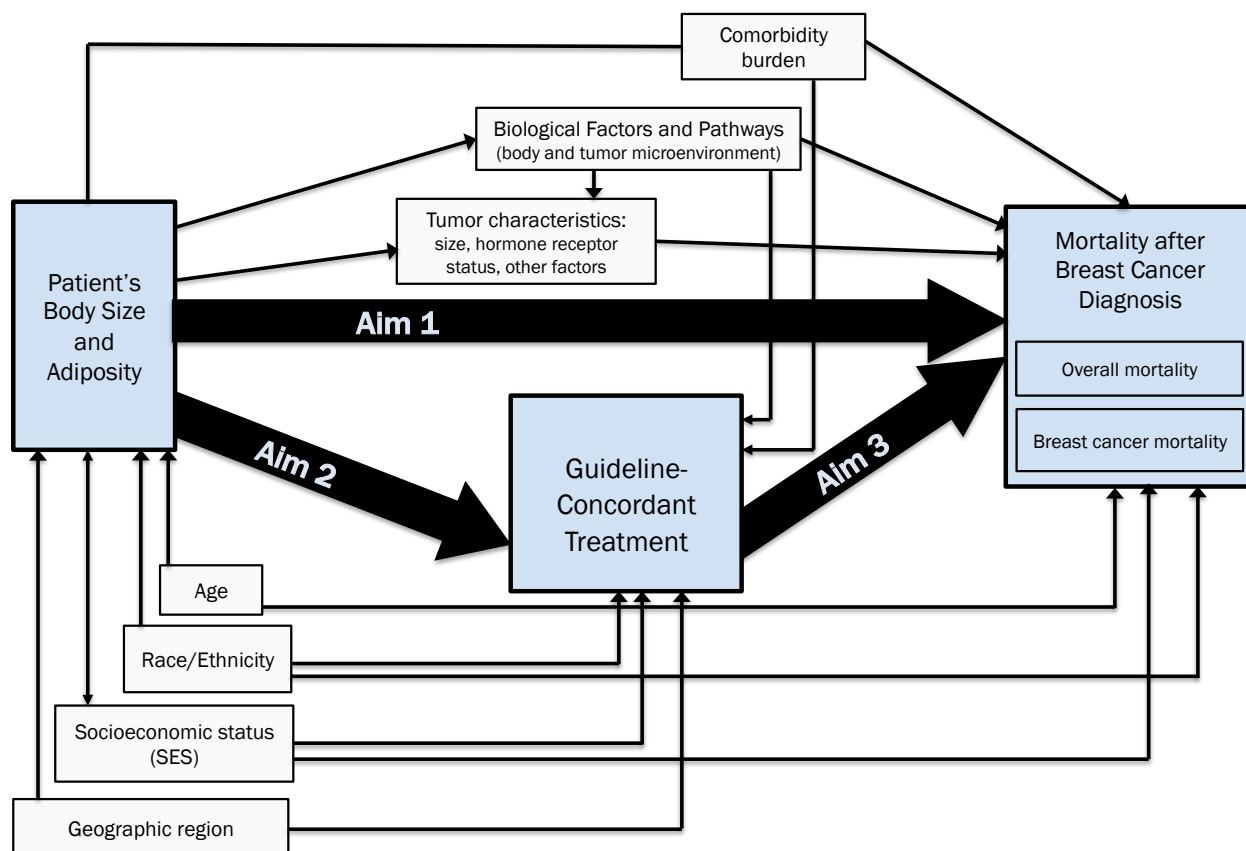 Comorbidity
burden
Biological Factors and Pathways
(body and tumor microenvironment)
Tumor characteristics:
size, hormone receptor
status, other factors
Patient's
Body Size
and
Adiposity
Mortality after
Breast Cancer
Diagnosis
Overall mortality
Breast cancer mortality
Aim 1
Aim 2
Guideline-
Concordant
Treatment
Aim 3
Age
Race/Ethnicity
Socioeconomic status
(SES)
Geographic region